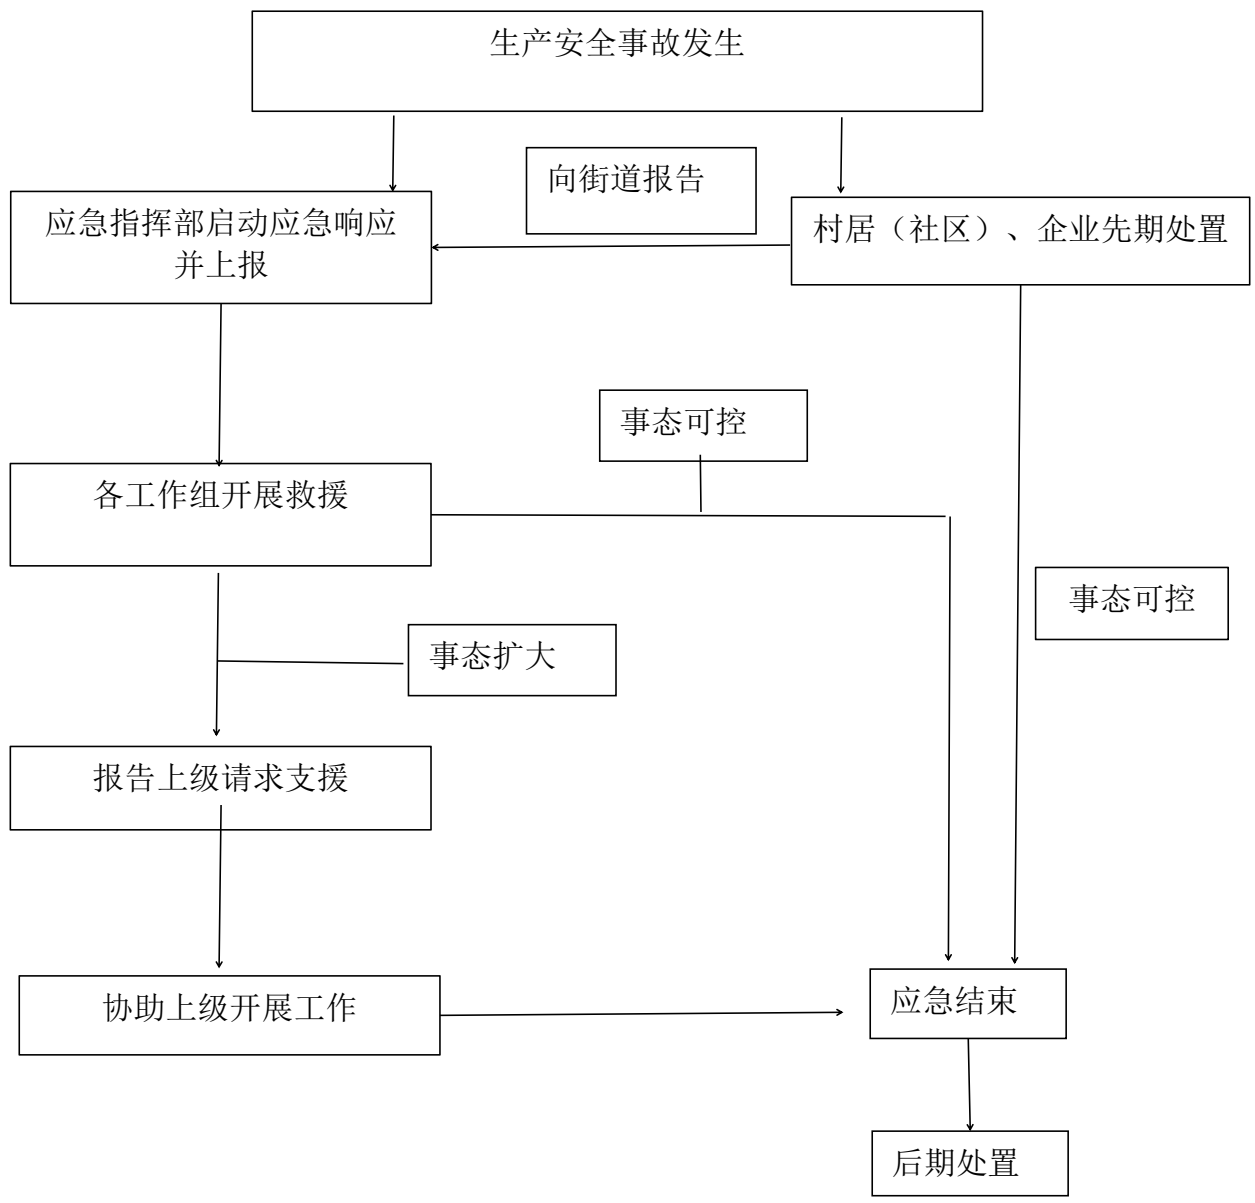 生产安全事故发生
向街道报告
应急指挥部启动应急响应
并上报
村居（社区）、企业先期处置
事态可控
各工作组开展救援
事态可控
事态扩大
报告上级请求支援
协助上级开展工作
应急结束
后期处置